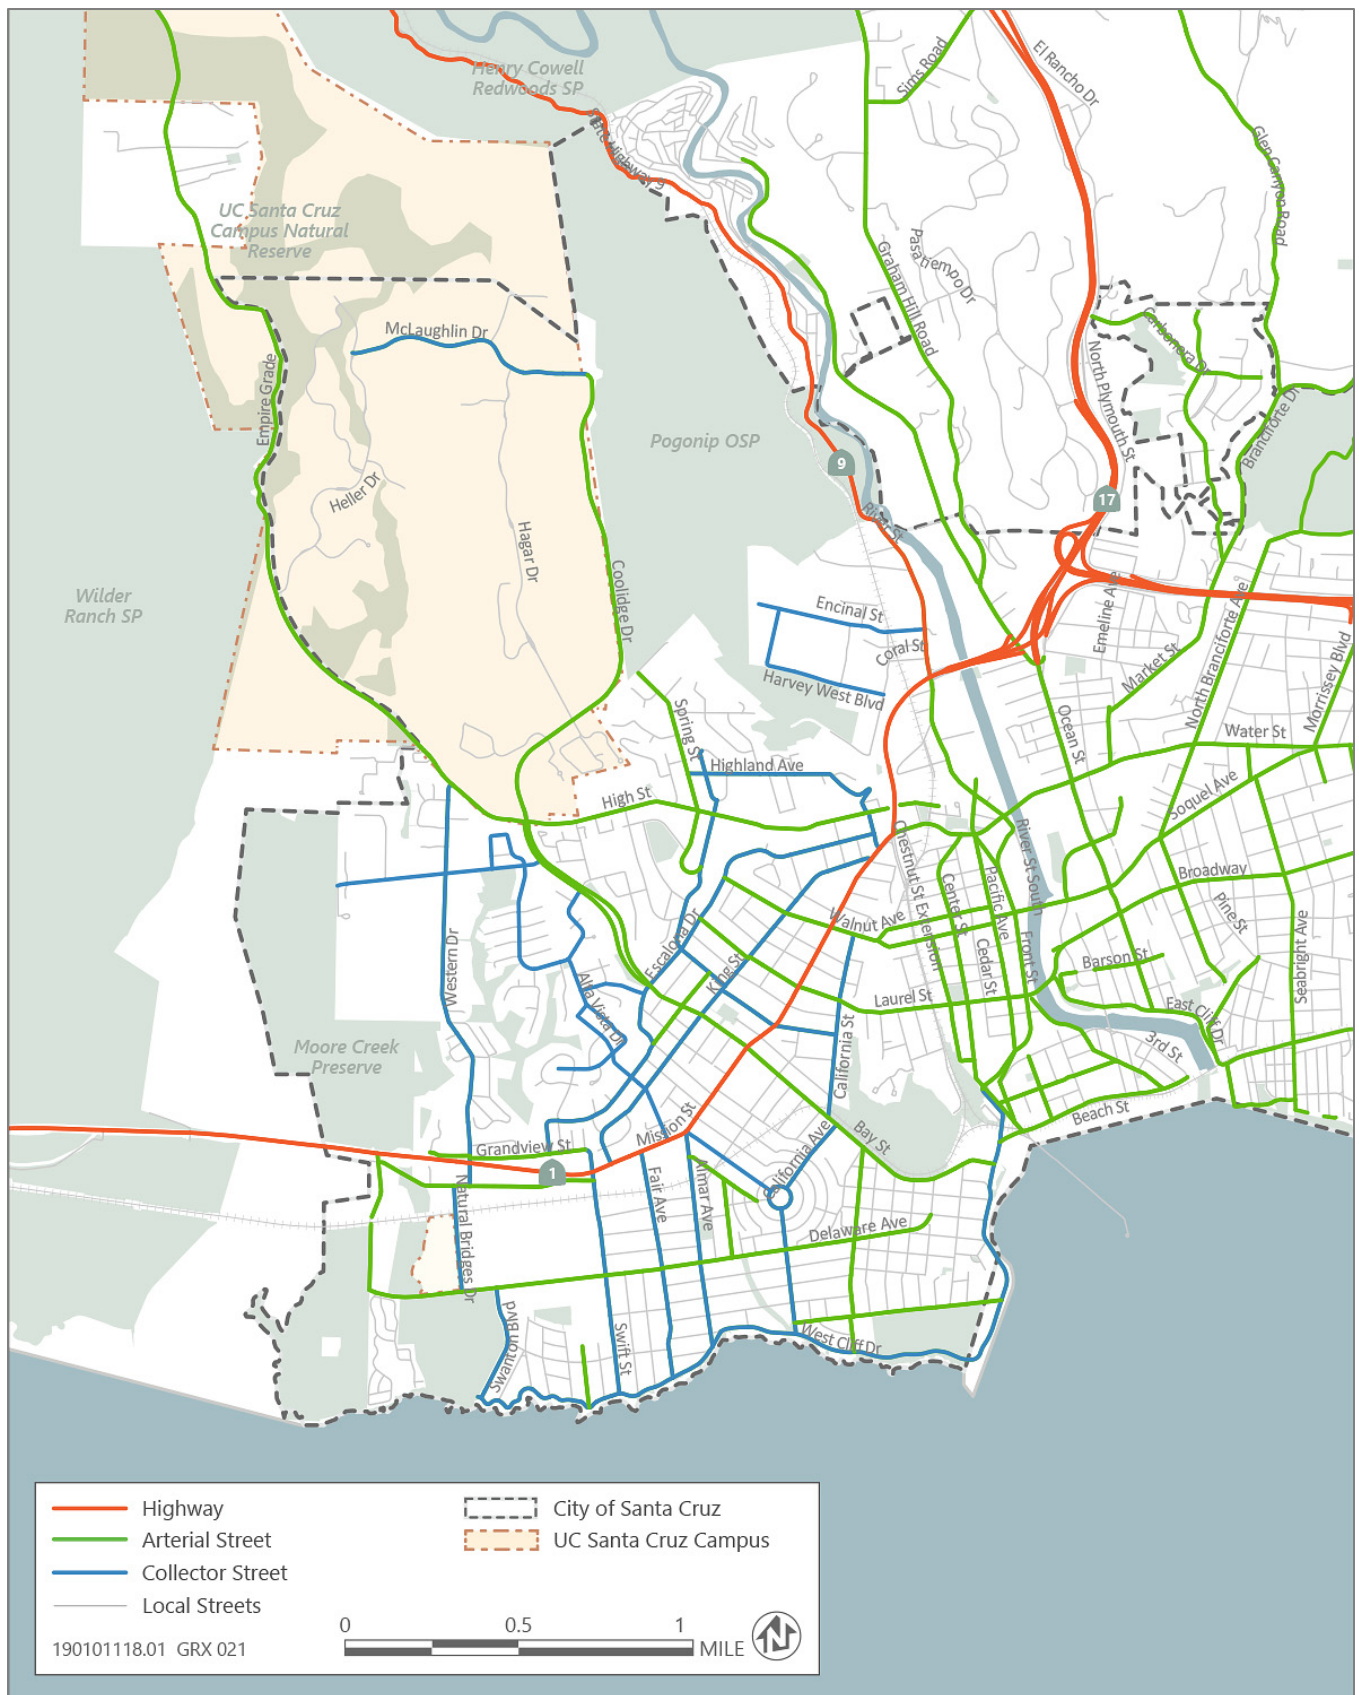 El Rancho Dr
Sims Road
Henry Cowell
Redwoods SP
State Highway 9
Glen Canyon Road
UC Santa Cruz
Campus Natural
Reserve
Pasatiempo Dr
Graham Hill Road
McLaughlin Dr
Carbonera Dr
North Plymouth St
Empire Grade
Branciforte Dr
Pogonip OSP
9
Heller Dr
17
River St
Hagar Dr
Coolidge Dr
Wilder
Ranch SP
Encinal St
Coral St
Emeline Ave
Market St
North Branciforte Ave
Morrissey Blvd
Harvey West Blvd
Spring St
Ocean St
Water St
Highland Ave
High St
Soquel Ave
Chestnut St Extension
River St South
Center St
Pacific Ave
Broadway
Pine St
Walnut Ave
Seabright Ave
Escalona Dr
King St
Cedar St
Front St
Barson St
Western Dr
Alta Vista Dr
Laurel St
East Cliff Dr
3rd St
California St
Moore Creek
Preserve
Beach St
Mission St
Bay St
Grandview St
California Ave
1
Natural Bridges Dr
Fair Ave
Almar Ave
Delaware Ave
Swanton Blvd
Swift St
West Cliff Dr
Highway
Arterial Street
Collector Street
Local Streets
City of Santa Cruz
UC Santa Cruz Campus
190101118.01 GRX 021
0 0.5 1
MILE
N